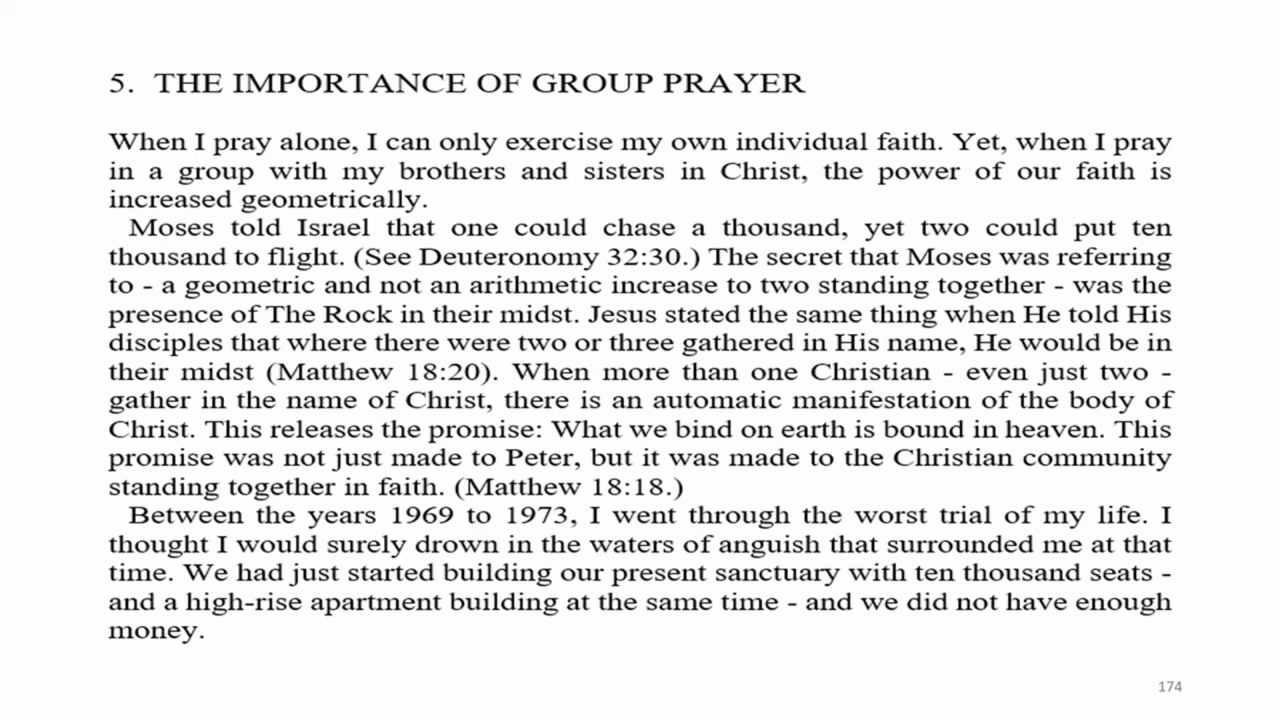 5. THE IMPORTANCE OF GROUP PRAYER
When I pray alone, I can only exercise my own individual faith. Yet, when I pray
in a group with my brothers and sisters in Christ, the power of our faith is
increased geometrically.
Moses told Israel that one could chase a thousand, yet two could put ten
thousand to flight. (See Deuteronomy 32:30.) The secret that Moses was referring
to - a geometric and not an arithmetic increase to two standing together - was the
presence of The Rock in their midst. Jesus stated the same thing when He told His
disciples that where there were two or three gathered in His name, He would be in
their midst (Matthew 18:20). When more than one Christian - even just two -
gather in the name of Christ, there is an automatic manifestation of the body of
Christ. This releases the promise: What we bind on earth is bound in heaven. This
promise was not just made to Peter, but it was made to the Christian community
standing together in faith. (Matthew 18:18.)
Between the years 1969 to 1973, I went through the worst trial of my life. I
thought I would surely drown in the waters of anguish that surrounded me at that
time. We had just started building our present sanctuary with ten thousand seats -
and a high-rise apartment building at the same time - and we did not have enough
money.
174